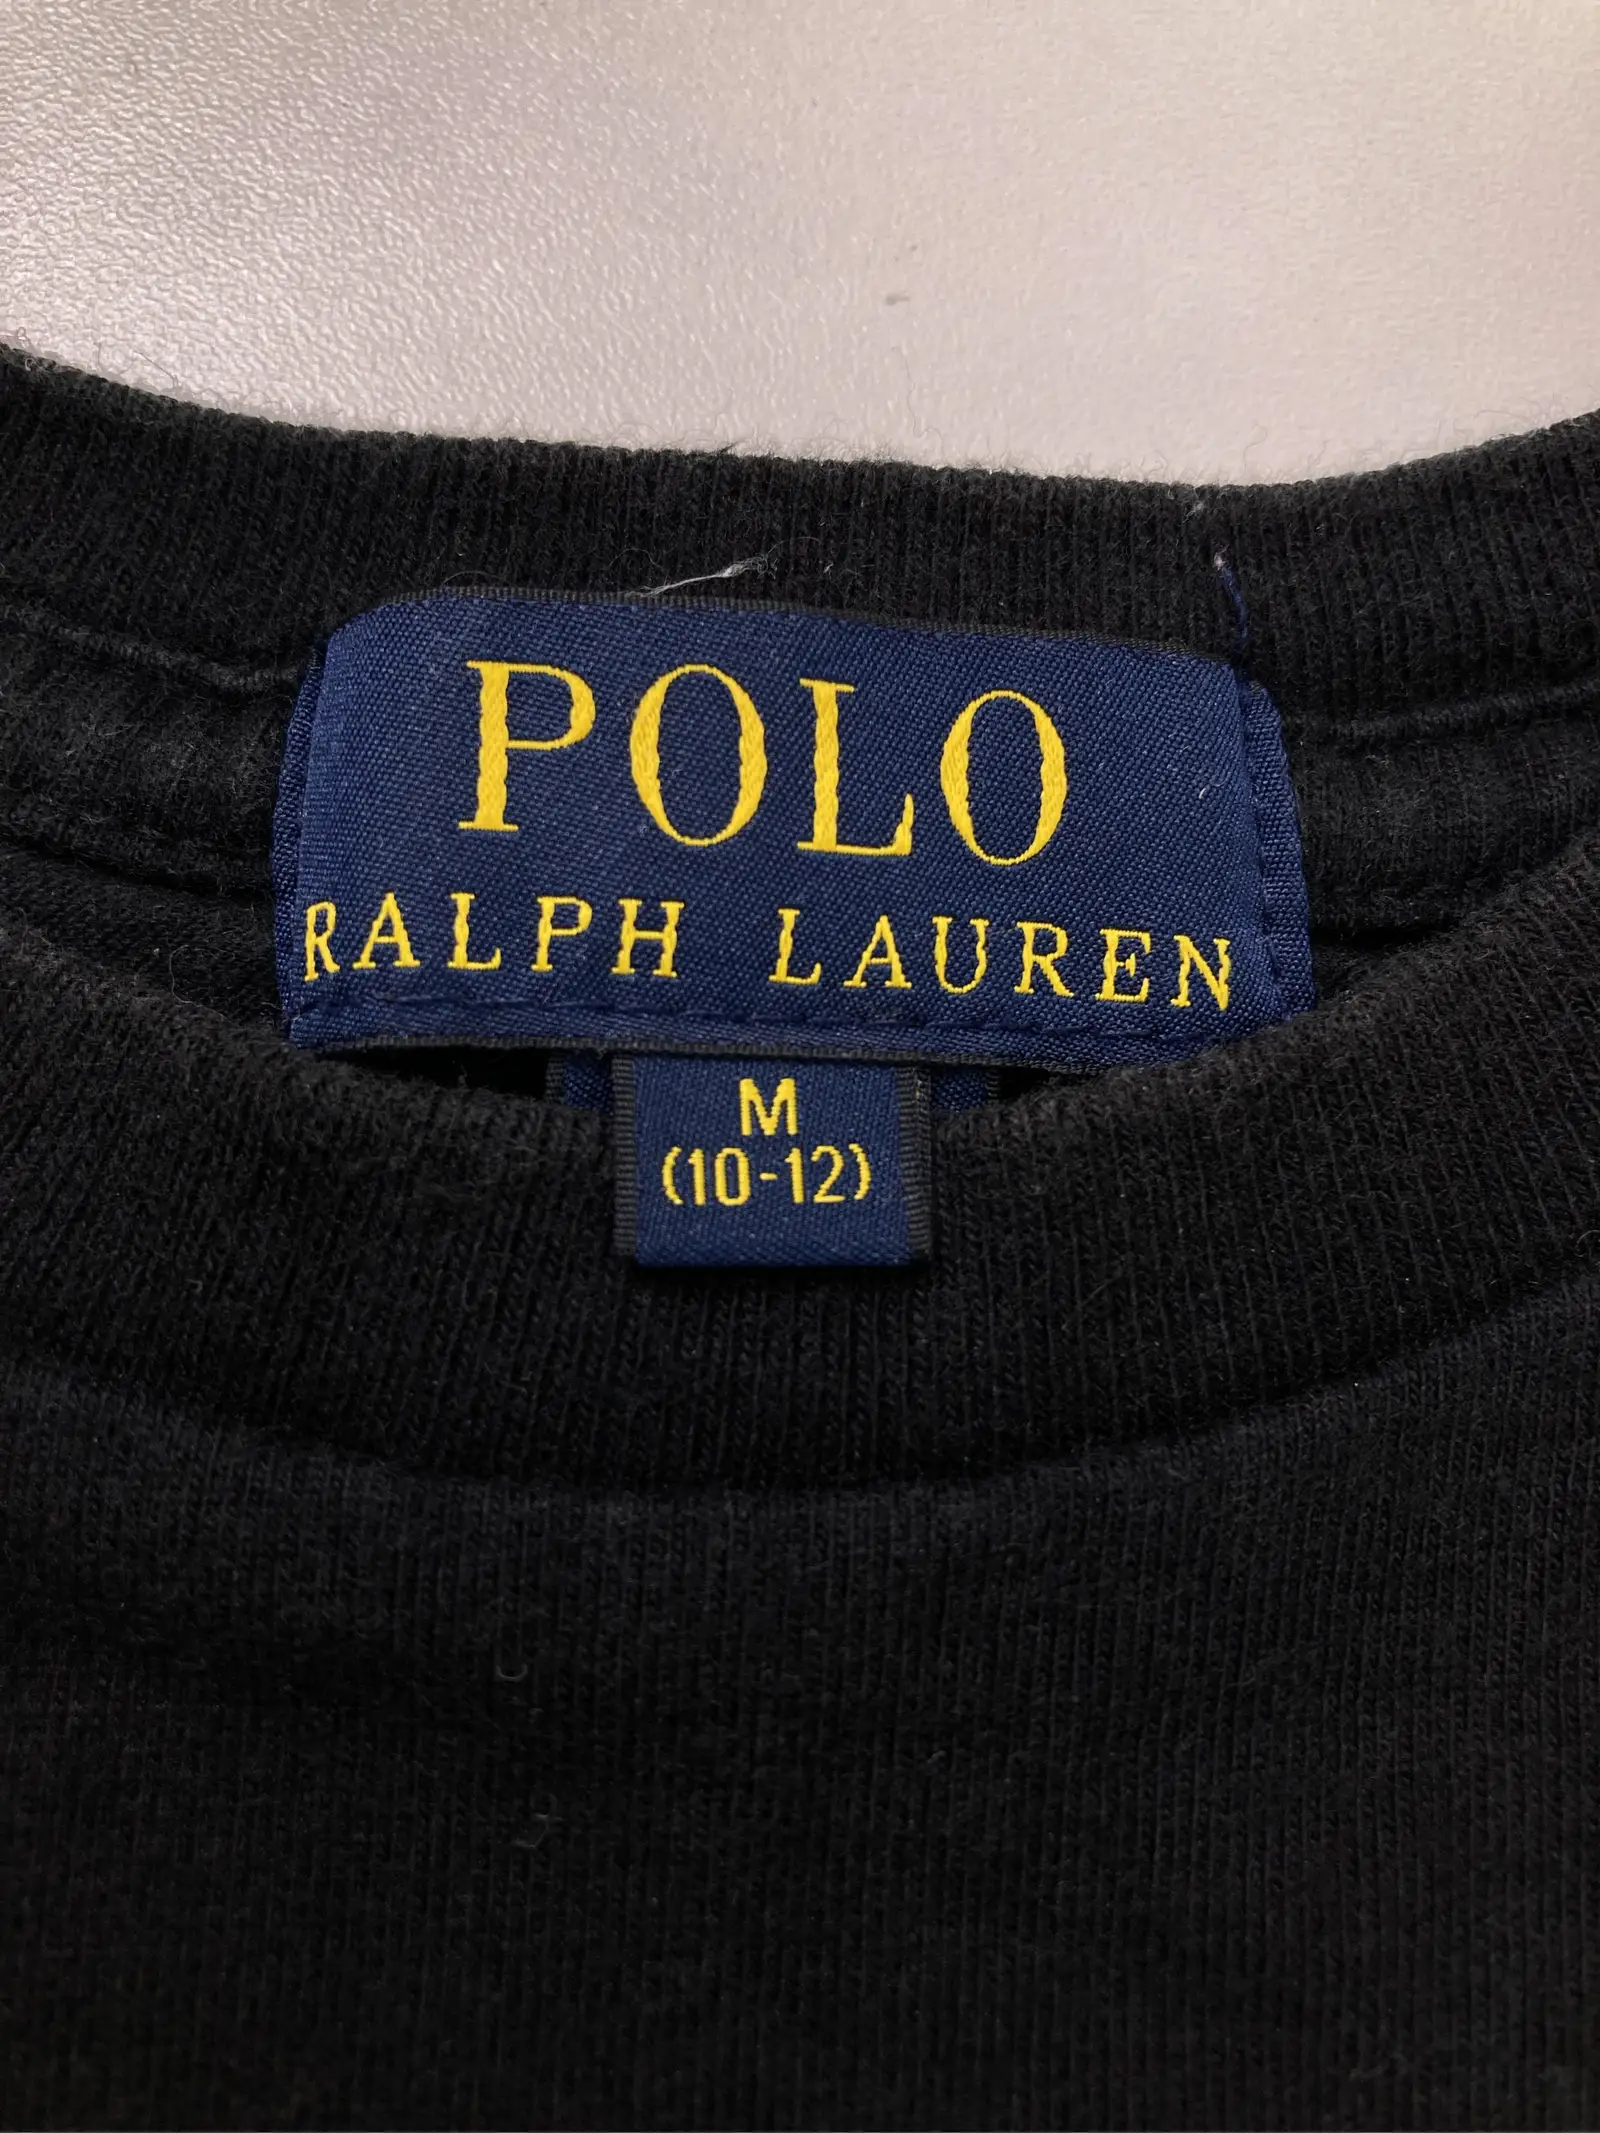 POLO
RALPH LAUREN
M
(10-12)